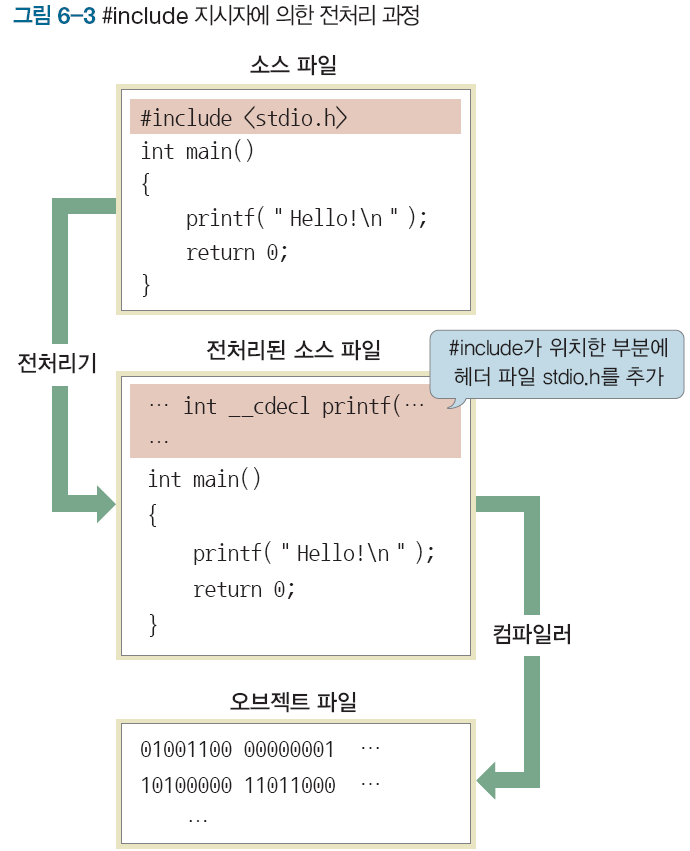 그림 6-3 #include 지시자에 의한 전처리 과정
소스 파일
#include <stdio.h>
int main()
{
printf("Hello!\n");
return 0;
}
전처리기
전처리된 소스 파일
#include가 위치한 부분에
헤더 파일 stdio.h를 추가
… int __cdecl printf(…
…
int main()
{
printf("Hello!\n");
return 0;
}
컴파일러
오브젝트 파일
01001100 00000001 …
10100000 11011000 …
…